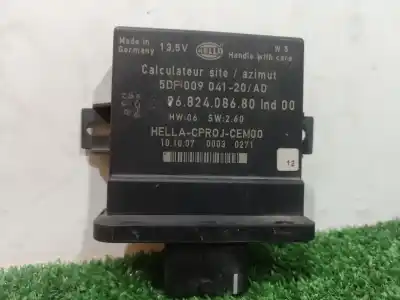 Made in
Germany
13,5V
HELLA
W 5
Handle with care
Calculateur site / azimut
5DF 009 041-20/AD
96.824.086.80 Ind 00
HW:06 SW:2.60
HELLA-CPROJ-CEM00
10.10.07 0003 0271
12